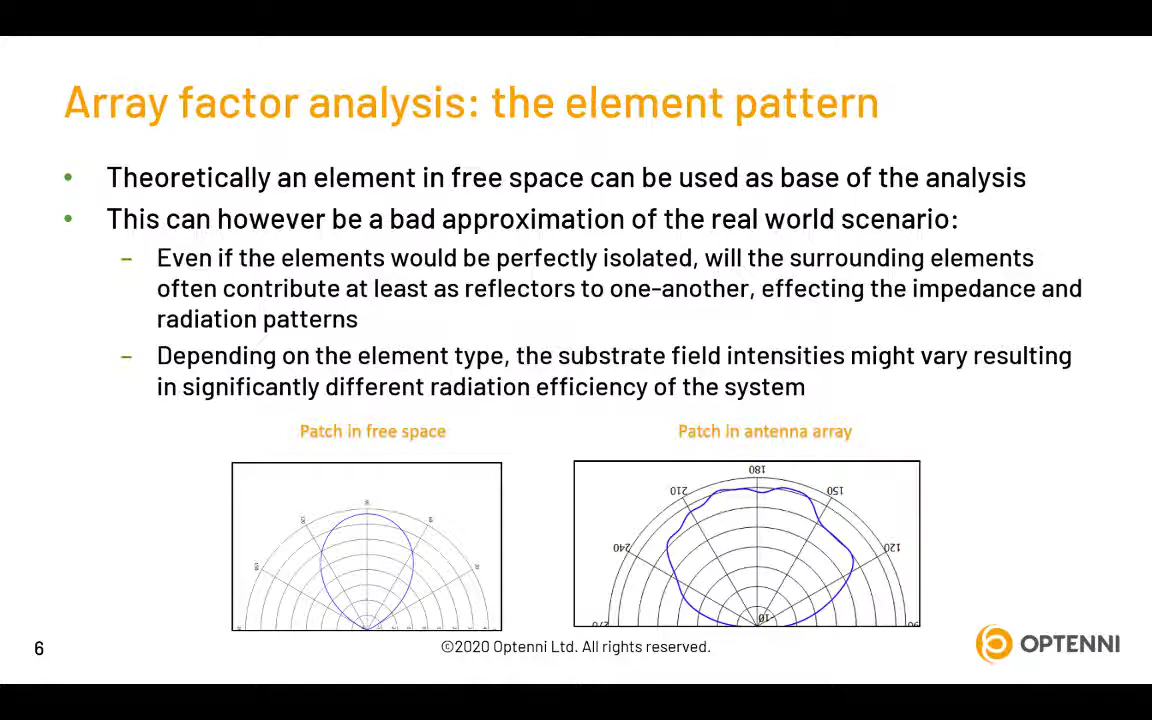 Array factor analysis: the element pattern
• Theoretically an element in free space can be used as base of the analysis
• This can however be a bad approximation of the real world scenario:
– Even if the elements would be perfectly isolated, will the surrounding elements
often contribute at least as reflectors to one-another, effecting the impedance and
radiation patterns
– Depending on the element type, the substrate field intensities might vary resulting
in significantly different radiation efficiency of the system
Patch in free space
Patch in antenna array
180
210
150
240
120
270
-10
6
©2020 Optenni Ltd. All rights reserved.
OPTENNI